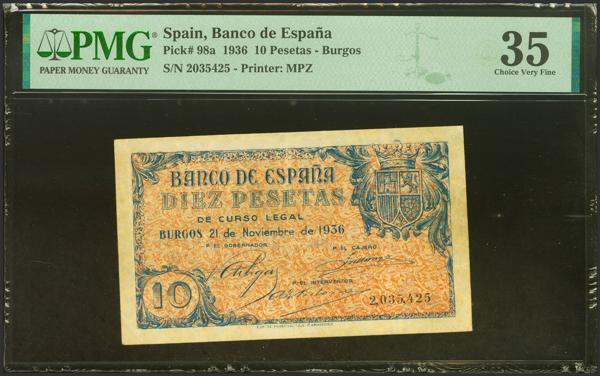 PMG
PAPER MONEY GUARANTY
Spain, Banco de España
Pick# 98a 1936 10 Pesetas - Burgos
S/N 2035425 - Printer: MPZ
35
Choice Very Fine
BANCO DE ESPAÑA
DIEZ PESETAS
DE CURSO LEGAL
BURGOS 21 de Noviembre de 1936
P. EL GOBERNADOR
P. EL CAJERO
P. EL INTERVENTOR
10
2,035,425